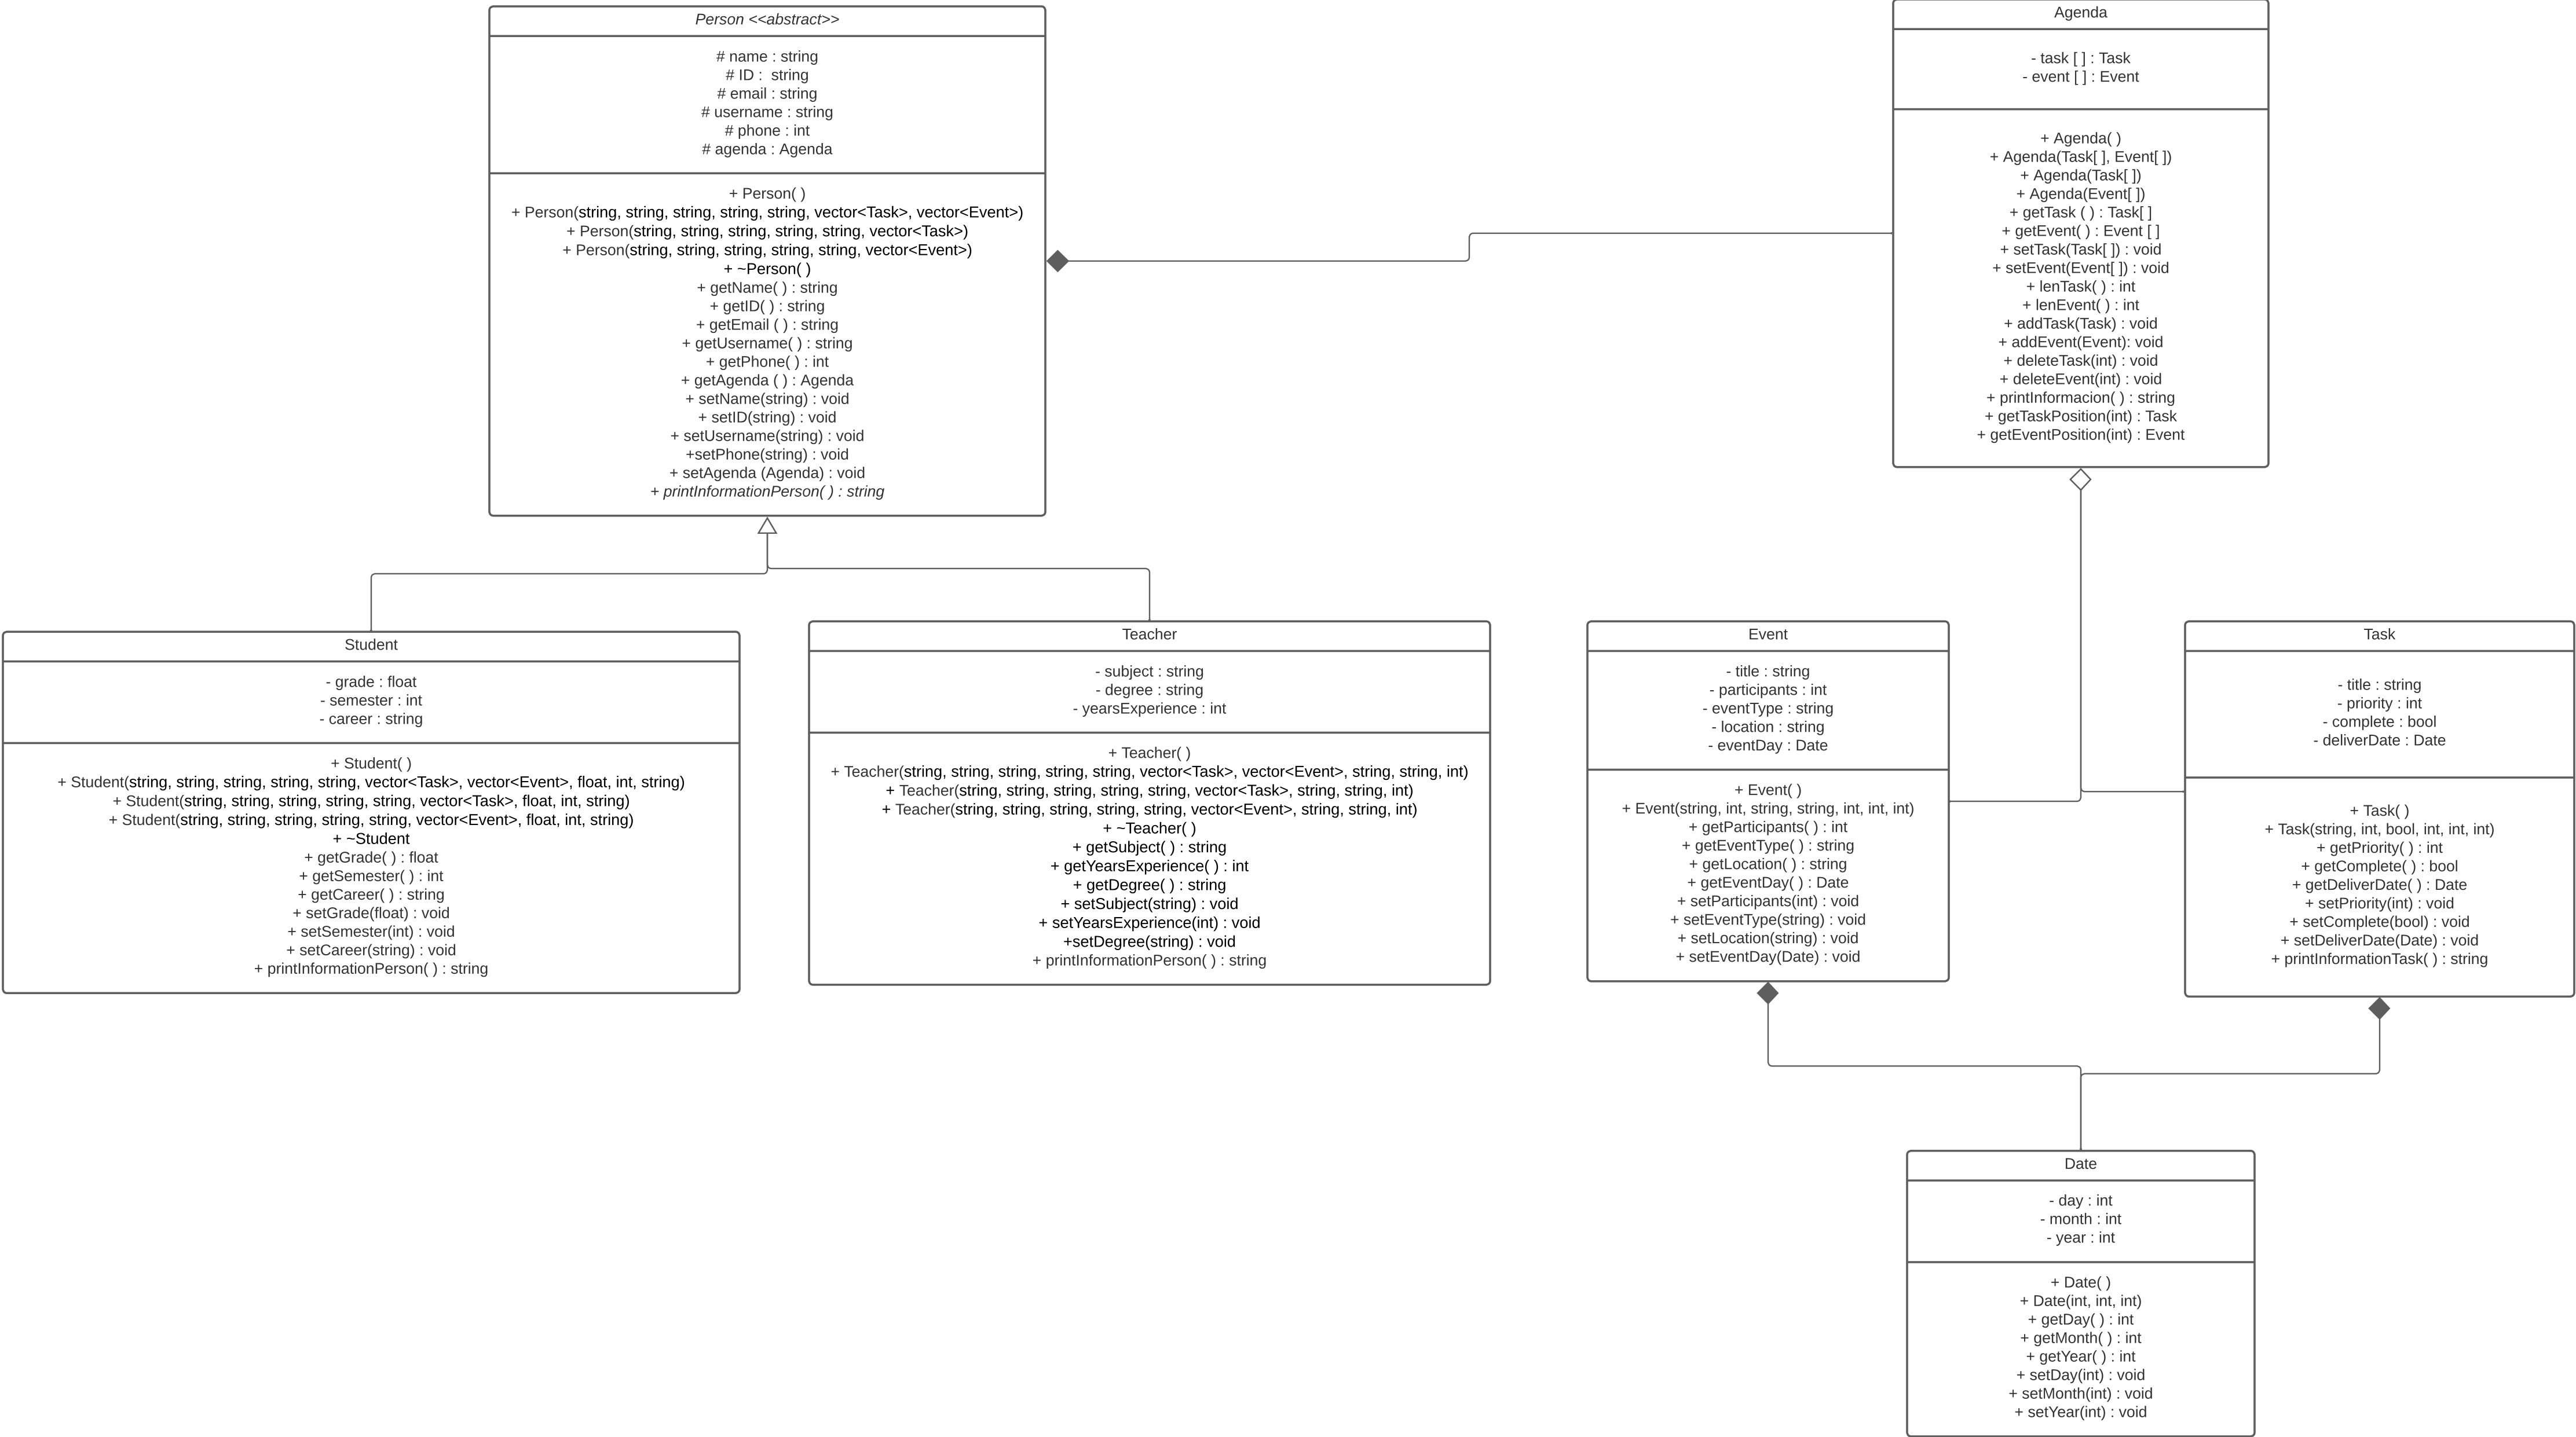 Person <<abstract>>
# name : string
# ID :  string
# email : string
# username : string
# phone : int
# agenda : Agenda
+ Person( )
+ Person(string, string, string, string, string, vector<Task>, vector<Event>)
+ Person(string, string, string, string, string, vector<Task>)
+ Person(string, string, string, string, string, vector<Event>)
+ ~Person( )
+ getName( ) : string
+ getID( ) : string
+ getEmail ( ) : string
+ getUsername( ) : string
+ getPhone( ) : int
+ getAgenda ( ) : Agenda
+ setName(string) : void
+ setID(string) : void
+ setUsername(string) : void
+setPhone(string) : void
+ setAgenda (Agenda) : void
+ printInformationPerson( ) : string
Agenda
- task [ ] : Task
- event [ ] : Event
+ Agenda( )
+ Agenda(Task[ ], Event[ ])
+ Agenda(Task[ ])
+ Agenda(Event[ ])
+ getTask ( ) : Task[ ]
+ getEvent( ) : Event [ ]
+ setTask(Task[ ]) : void
+ setEvent(Event[ ]) : void
+ lenTask( ) : int
+ lenEvent( ) : int
+ addTask(Task) : void
+ addEvent(Event): void
+ deleteTask(int) : void
+ deleteEvent(int) : void
+ printInformacion( ) : string
+ getTaskPosition(int) : Task
+ getEventPosition(int) : Event
Student
- grade : float
- semester : int
- career : string
+ Student( )
+ Student(string, string, string, string, string, vector<Task>, vector<Event>, float, int, string)
+ Student(string, string, string, string, string, vector<Task>, float, int, string)
+ Student(string, string, string, string, string, vector<Event>, float, int, string)
+ ~Student
+ getGrade( ) : float
+ getSemester( ) : int
+ getCareer( ) : string
+ setGrade(float) : void
+ setSemester(int) : void
+ setCareer(string) : void
+ printInformationPerson( ) : string
Teacher
- subject : string
- degree : string
- yearsExperience : int
+ Teacher( )
+ Teacher(string, string, string, string, string, vector<Task>, vector<Event>, string, string, int)
+ Teacher(string, string, string, string, string, vector<Task>, string, string, int)
+ Teacher(string, string, string, string, string, vector<Event>, string, string, int)
+ ~Teacher( )
+ getSubject( ) : string
+ getYearsExperience( ) : int
+ getDegree( ) : string
+ setSubject(string) : void
+ setYearsExperience(int) : void
+setDegree(string) : void
+ printInformationPerson( ) : string
Event
- title : string
- participants : int
- eventType : string
- location : string
- eventDay : Date
+ Event( )
+ Event(string, int, string, string, int, int, int)
+ getParticipants( ) : int
+ getEventType( ) : string
+ getLocation( ) : string
+ getEventDay( ) : Date
+ setParticipants(int) : void
+ setEventType(string) : void
+ setLocation(string) : void
+ setEventDay(Date) : void
Task
- title : string
- priority : int
- complete : bool
- deliverDate : Date
+ Task( )
+ Task(string, int, bool, int, int, int)
+ getPriority( ) : int
+ getComplete( ) : bool
+ getDeliverDate( ) : Date
+ setPriority(int) : void
+ setComplete(bool) : void
+ setDeliverDate(Date) : void
+ printInformationTask( ) : string
Date
- day : int
- month : int
- year : int
+ Date( )
+ Date(int, int, int)
+ getDay( ) : int
+ getMonth( ) : int
+ getYear( ) : int
+ setDay(int) : void
+ setMonth(int) : void
+ setYear(int) : void